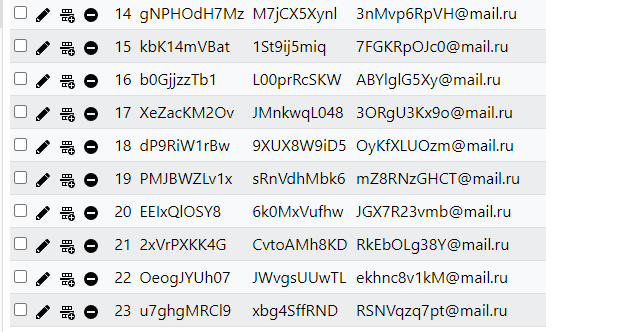 14 gNPHOdH7Mz M7jCX5Xynl 3nMvp6RpVH@mail.ru
15 kbK14mVBat 1St9ij5miq 7FGKRpOJc0@mail.ru
16 b0GjjzzTb1 L00prRcSKW ABYlglG5Xy@mail.ru
17 XeZacKM2Ov JMnkwqL048 3ORgU3Kx9o@mail.ru
18 dP9RiW1rBw 9XUX8W9iD5 OyKfXLUOzm@mail.ru
19 PMJBWZLv1x sRnVdhMbk6 mZ8RNzGHCT@mail.ru
20 EEIxQlOSY8 6k0MxVufhw JGX7R23vmb@mail.ru
21 2xVrPXKK4G CvtoAMh8KD RkEbOLg38Y@mail.ru
22 OeogJYUh07 JWvgsUUwTL ekhnc8v1kM@mail.ru
23 u7ghgMRCl9 xbg4SffRND RSNVqzq7pt@mail.ru